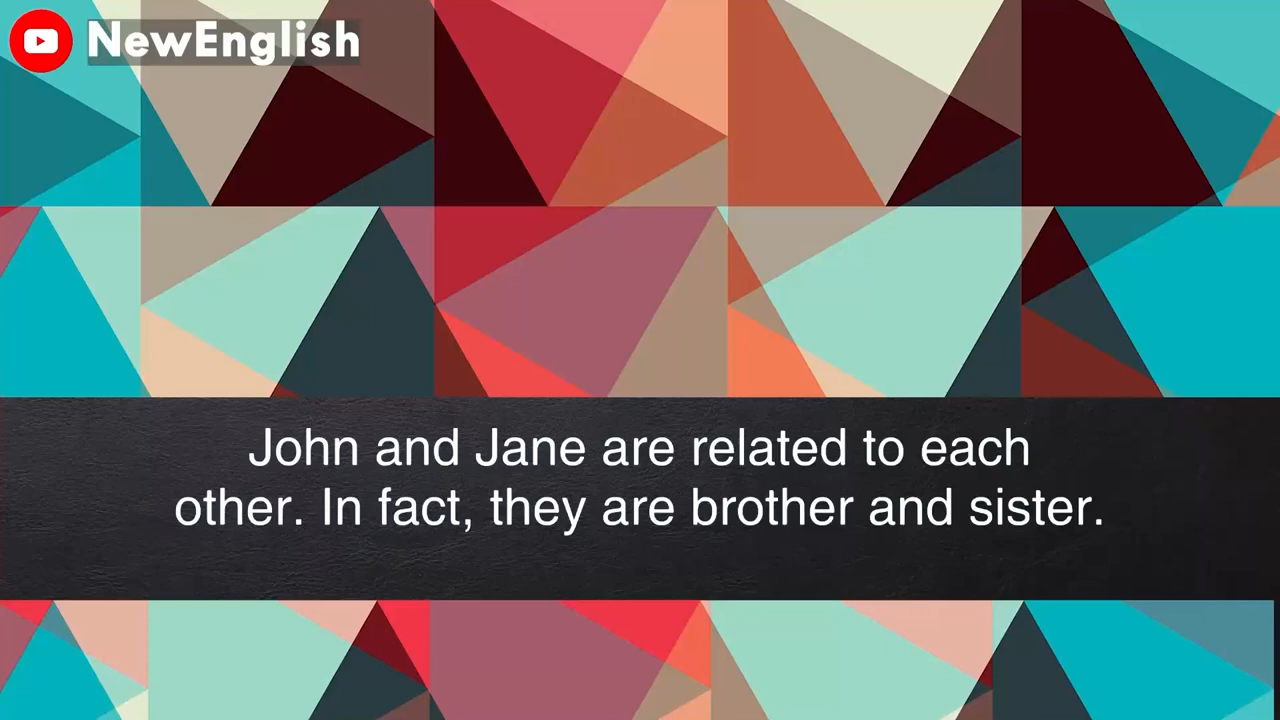 NewEnglish
John and Jane are related to each
other. In fact, they are brother and sister.